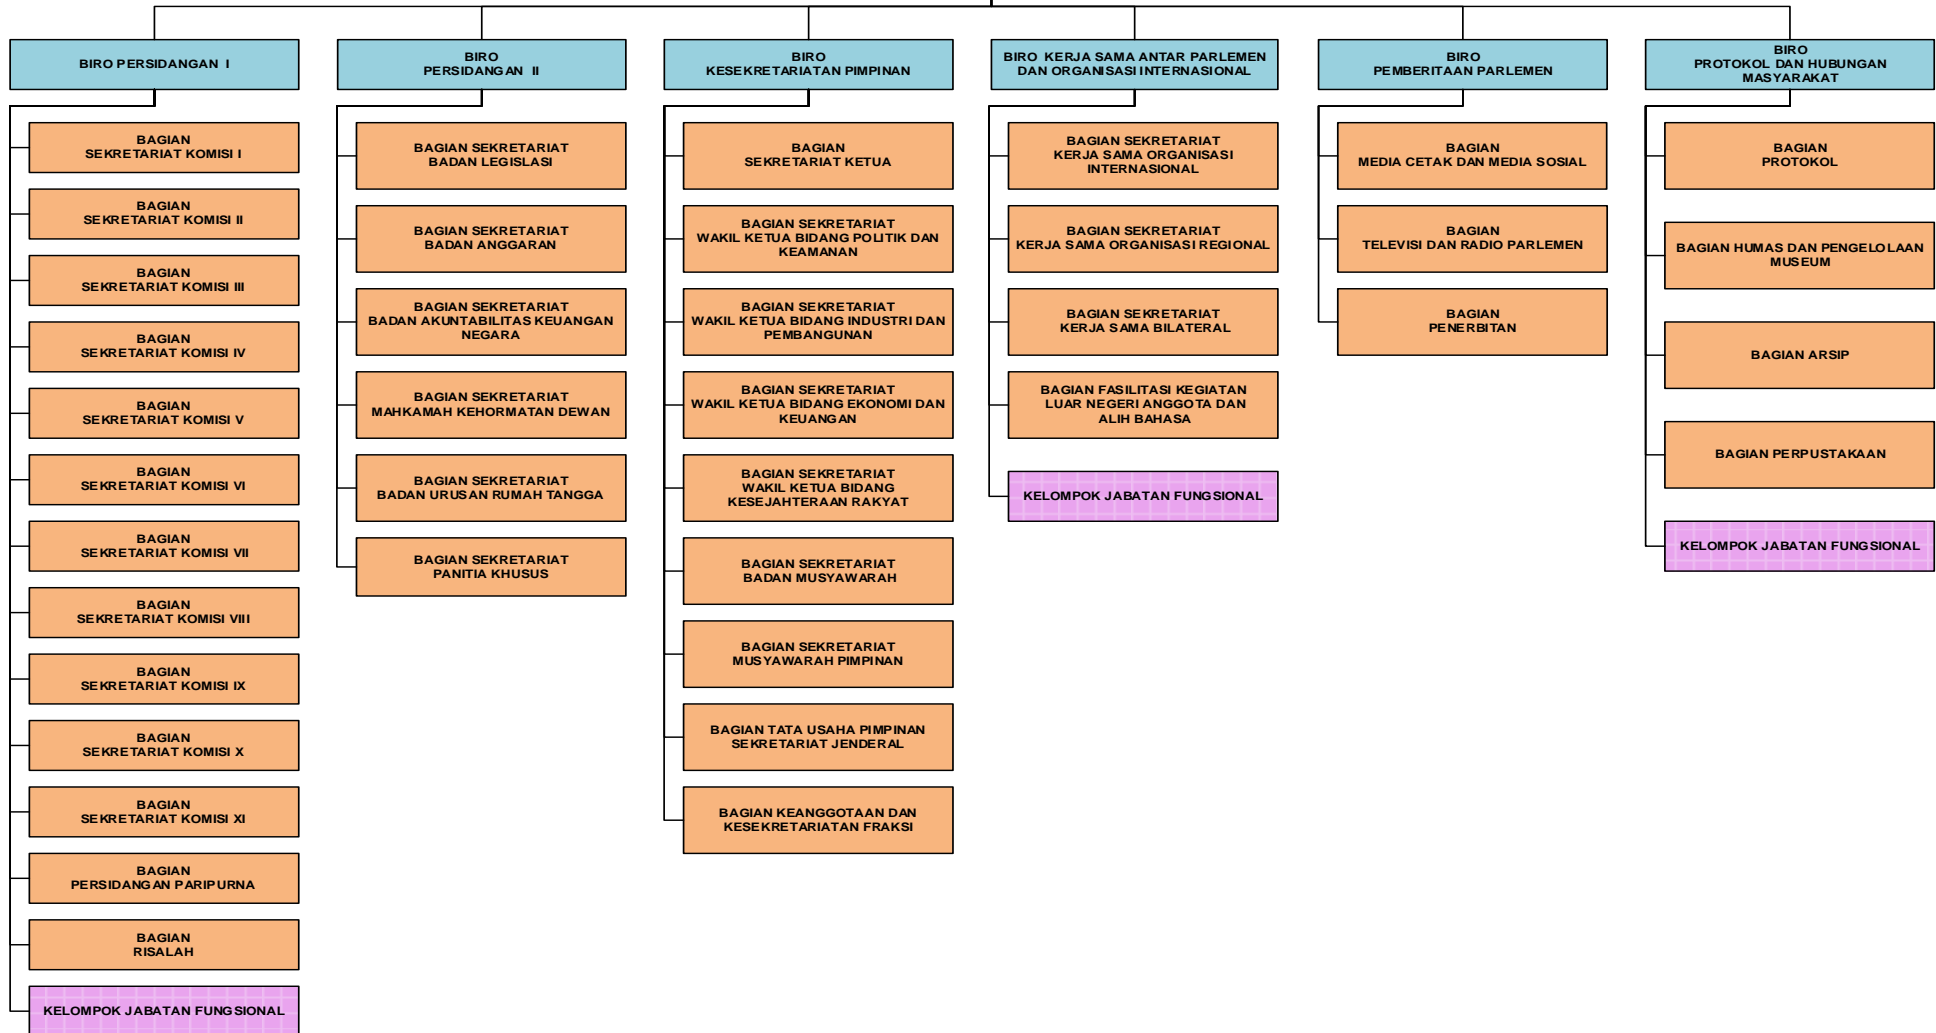 BIRO PERSIDANGAN I
BAGIAN
SEKRETARIAT KOMISI I
BAGIAN
SEKRETARIAT KOMISI II
BAGIAN
SEKRETARIAT KOMISI III
BAGIAN
SEKRETARIAT KOMISI IV
BAGIAN
SEKRETARIAT KOMISI V
BAGIAN
SEKRETARIAT KOMISI VI
BAGIAN
SEKRETARIAT KOMISI VII
BAGIAN
SEKRETARIAT KOMISI VIII
BAGIAN
SEKRETARIAT KOMISI IX
BAGIAN
SEKRETARIAT KOMISI X
BAGIAN
SEKRETARIAT KOMISI XI
BAGIAN
PERSIDANGAN PARIPURNA
BAGIAN
RISALAH
KELOMPOK JABATAN FUNGSIONAL
BIRO
PERSIDANGAN II
BAGIAN SEKRETARIAT
BADAN LEGISLASI
BAGIAN SEKRETARIAT
BADAN ANGGARAN
BAGIAN SEKRETARIAT
BADAN AKUNTABILITAS KEUANGAN
NEGARA
BAGIAN SEKRETARIAT
MAHKAMAH KEHORMATAN DEWAN
BAGIAN SEKRETARIAT
BADAN URUSAN RUMAH TANGGA
BAGIAN SEKRETARIAT
PANITIA KHUSUS
BIRO
KESEKRETARIATAN PIMPINAN
BAGIAN
SEKRETARIAT KETUA
BAGIAN SEKRETARIAT
WAKIL KETUA BIDANG POLITIK DAN
KEAMANAN
BAGIAN SEKRETARIAT
WAKIL KETUA BIDANG INDUSTRI DAN
PEMBANGUNAN
BAGIAN SEKRETARIAT
WAKIL KETUA BIDANG EKONOMI DAN
KEUANGAN
BAGIAN SEKRETARIAT
WAKIL KETUA BIDANG
KESEJAHTERAAN RAKYAT
BAGIAN SEKRETARIAT
BADAN MUSYAWARAH
BAGIAN SEKRETARIAT
MUSYAWARAH PIMPINAN
BAGIAN TATA USAHA PIMPINAN
SEKRETARIAT JENDERAL
BAGIAN KEANGGOTAAN DAN
KESEKRETARIATAN FRAKSI
BIRO KERJA SAMA ANTAR PARLEMEN
DAN ORGANISASI INTERNASIONAL
BAGIAN SEKRETARIAT
KERJA SAMA ORGANISASI
INTERNASIONAL
BAGIAN SEKRETARIAT
KERJA SAMA ORGANISASI REGIONAL
BAGIAN SEKRETARIAT
KERJA SAMA BILATERAL
BAGIAN FASILITASI KEGIATAN
LUAR NEGERI ANGGOTA DAN
ALIH BAHASA
KELOMPOK JABATAN FUNGSIONAL
BIRO
PEMBERITAAN PARLEMEN
BAGIAN
MEDIA CETAK DAN MEDIA SOSIAL
BAGIAN
TELEVISI DAN RADIO PARLEMEN
BAGIAN
PENERBITAN
BIRO
PROTOKOL DAN HUBUNGAN
MASYARAKAT
BAGIAN
PROTOKOL
BAGIAN HUMAS DAN PENGELOLAAN
MUSEUM
BAGIAN ARSIP
BAGIAN PERPUSTAKAAN
KELOMPOK JABATAN FUNGSIONAL